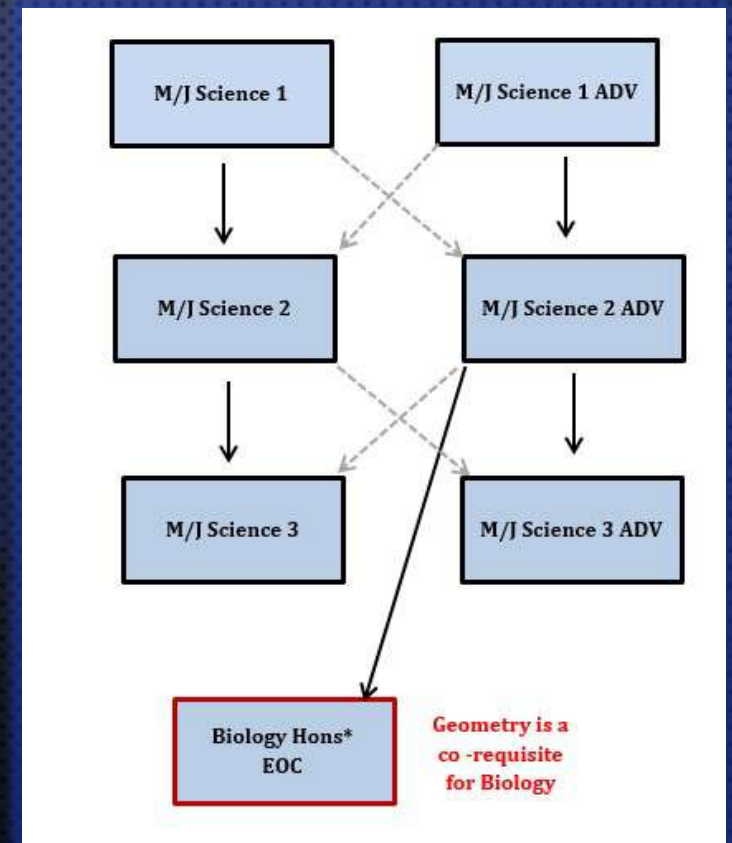 M/J Science 1
M/J Science 1 ADV
M/J Science 2
M/J Science 2 ADV
M/J Science 3
M/J Science 3 ADV
Biology Hons*
EOC
Geometry is a
co -requisite
for Biology